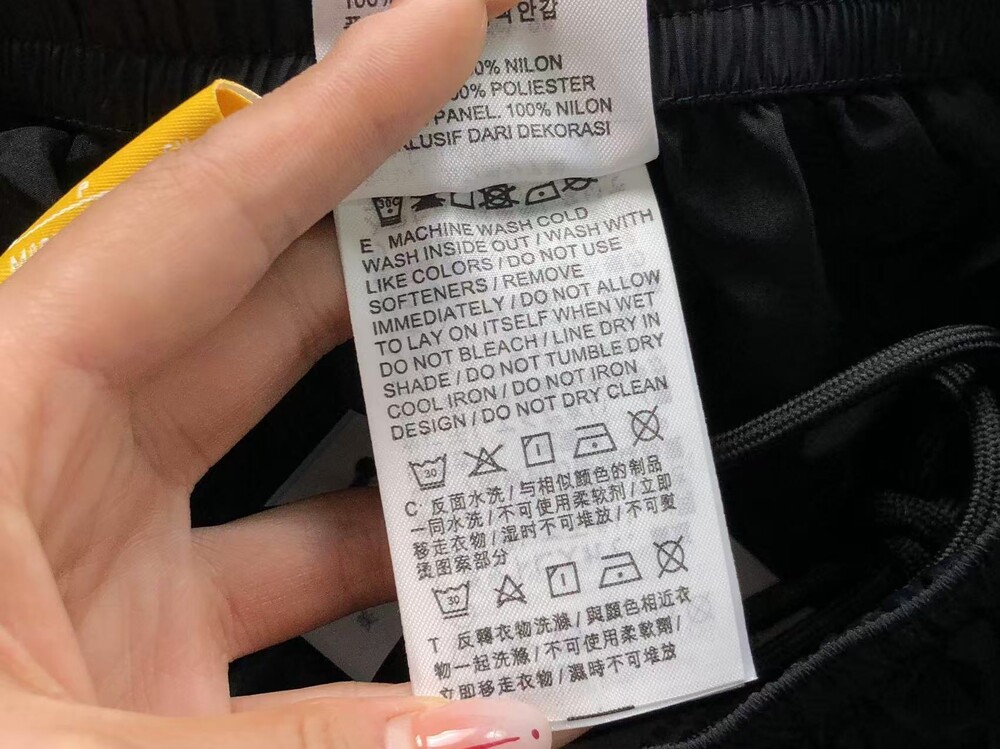 100%
안감
0% NILON
00% POLIESTER
PANEL. 100% NILON
KLUSIF DARI DEKORASI
30C
E MACHINE WASH COLD
WASH INSIDE OUT / WASH WITH
LIKE COLORS / DO NOT USE
SOFTENERS / REMOVE
IMMEDIATELY / DO NOT ALLOW
TO LAY ON ITSELF WHEN WET
DO NOT BLEACH / LINE DRY IN
SHADE / DO NOT TUMBLE DRY
COOL IRON / DO NOT IRON
DESIGN / DO NOT DRY CLEAN
30
C 反面水洗 / 与相似颜色的制品
一同水洗 / 不可使用柔软剂 / 立即
移走衣物 / 湿时不可堆放 / 不可熨
烫图案部分
30
T 反轉衣物洗滌 / 與顏色相近衣
物一起洗滌 / 不可使用柔軟劑 /
立即移走衣物 / 濕時不可堆放